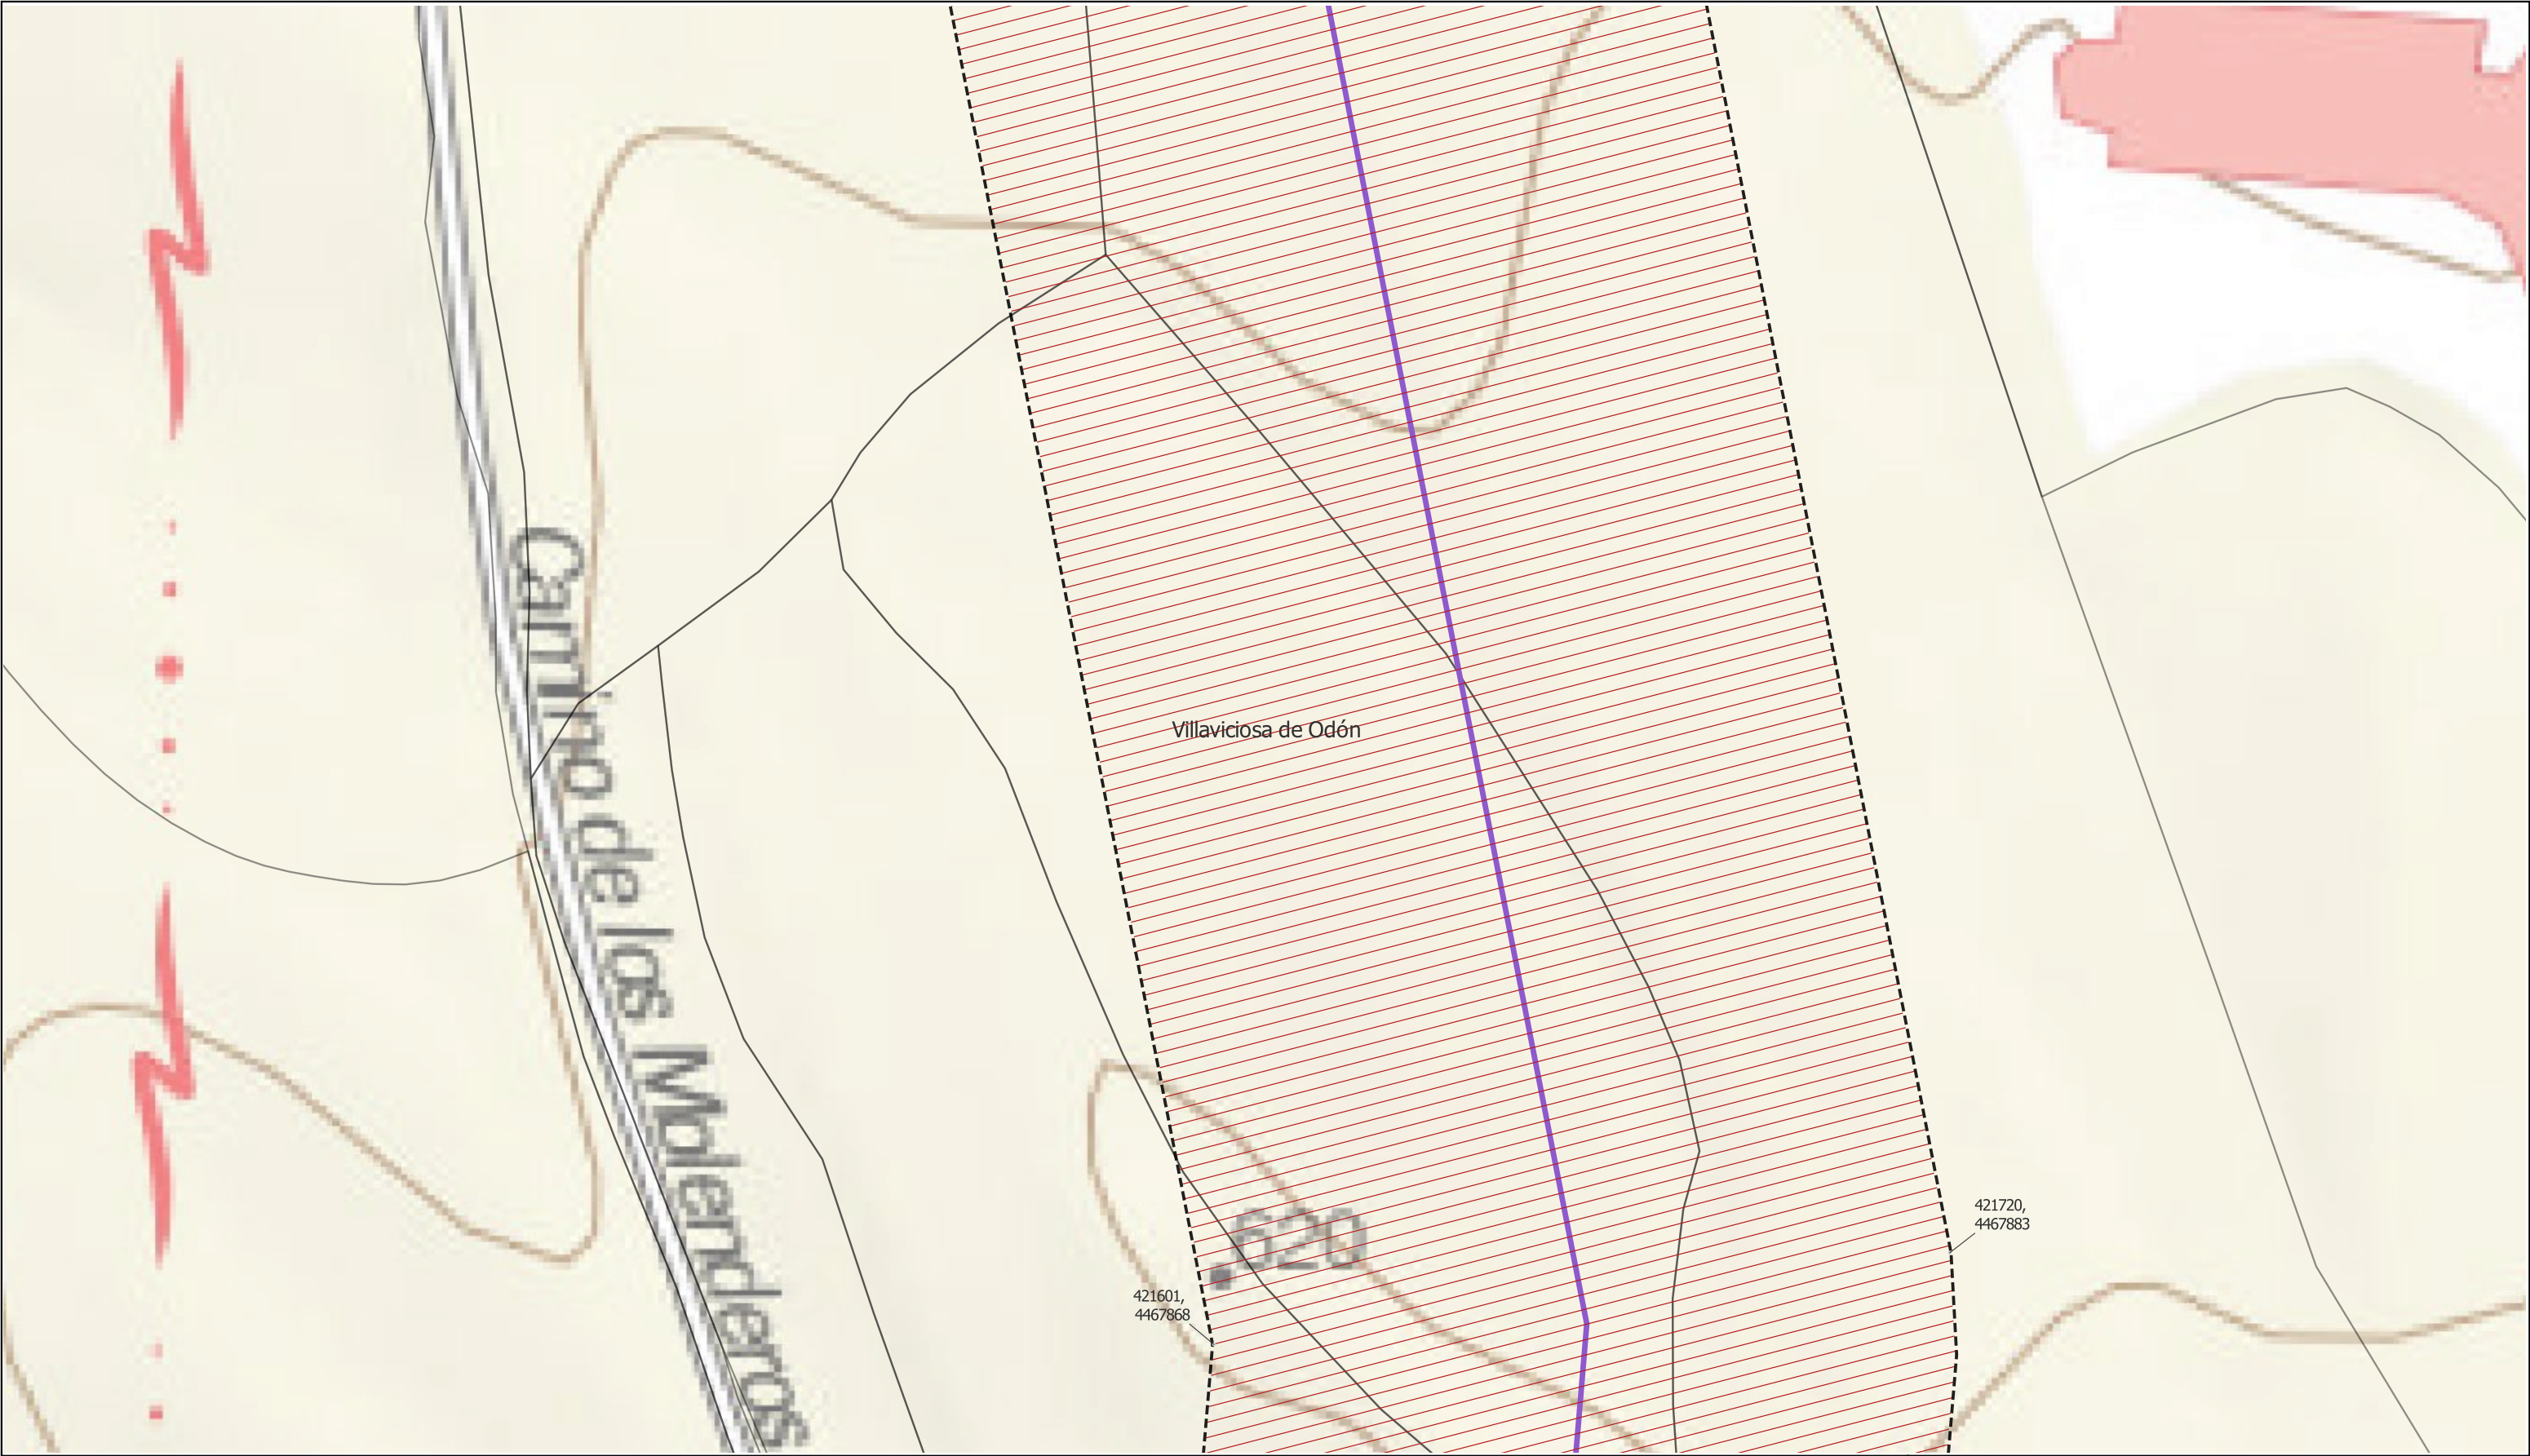 Camino de los Molenderos
Villaviciosa de Odón
620
421720,
4467883
421601,
4467868